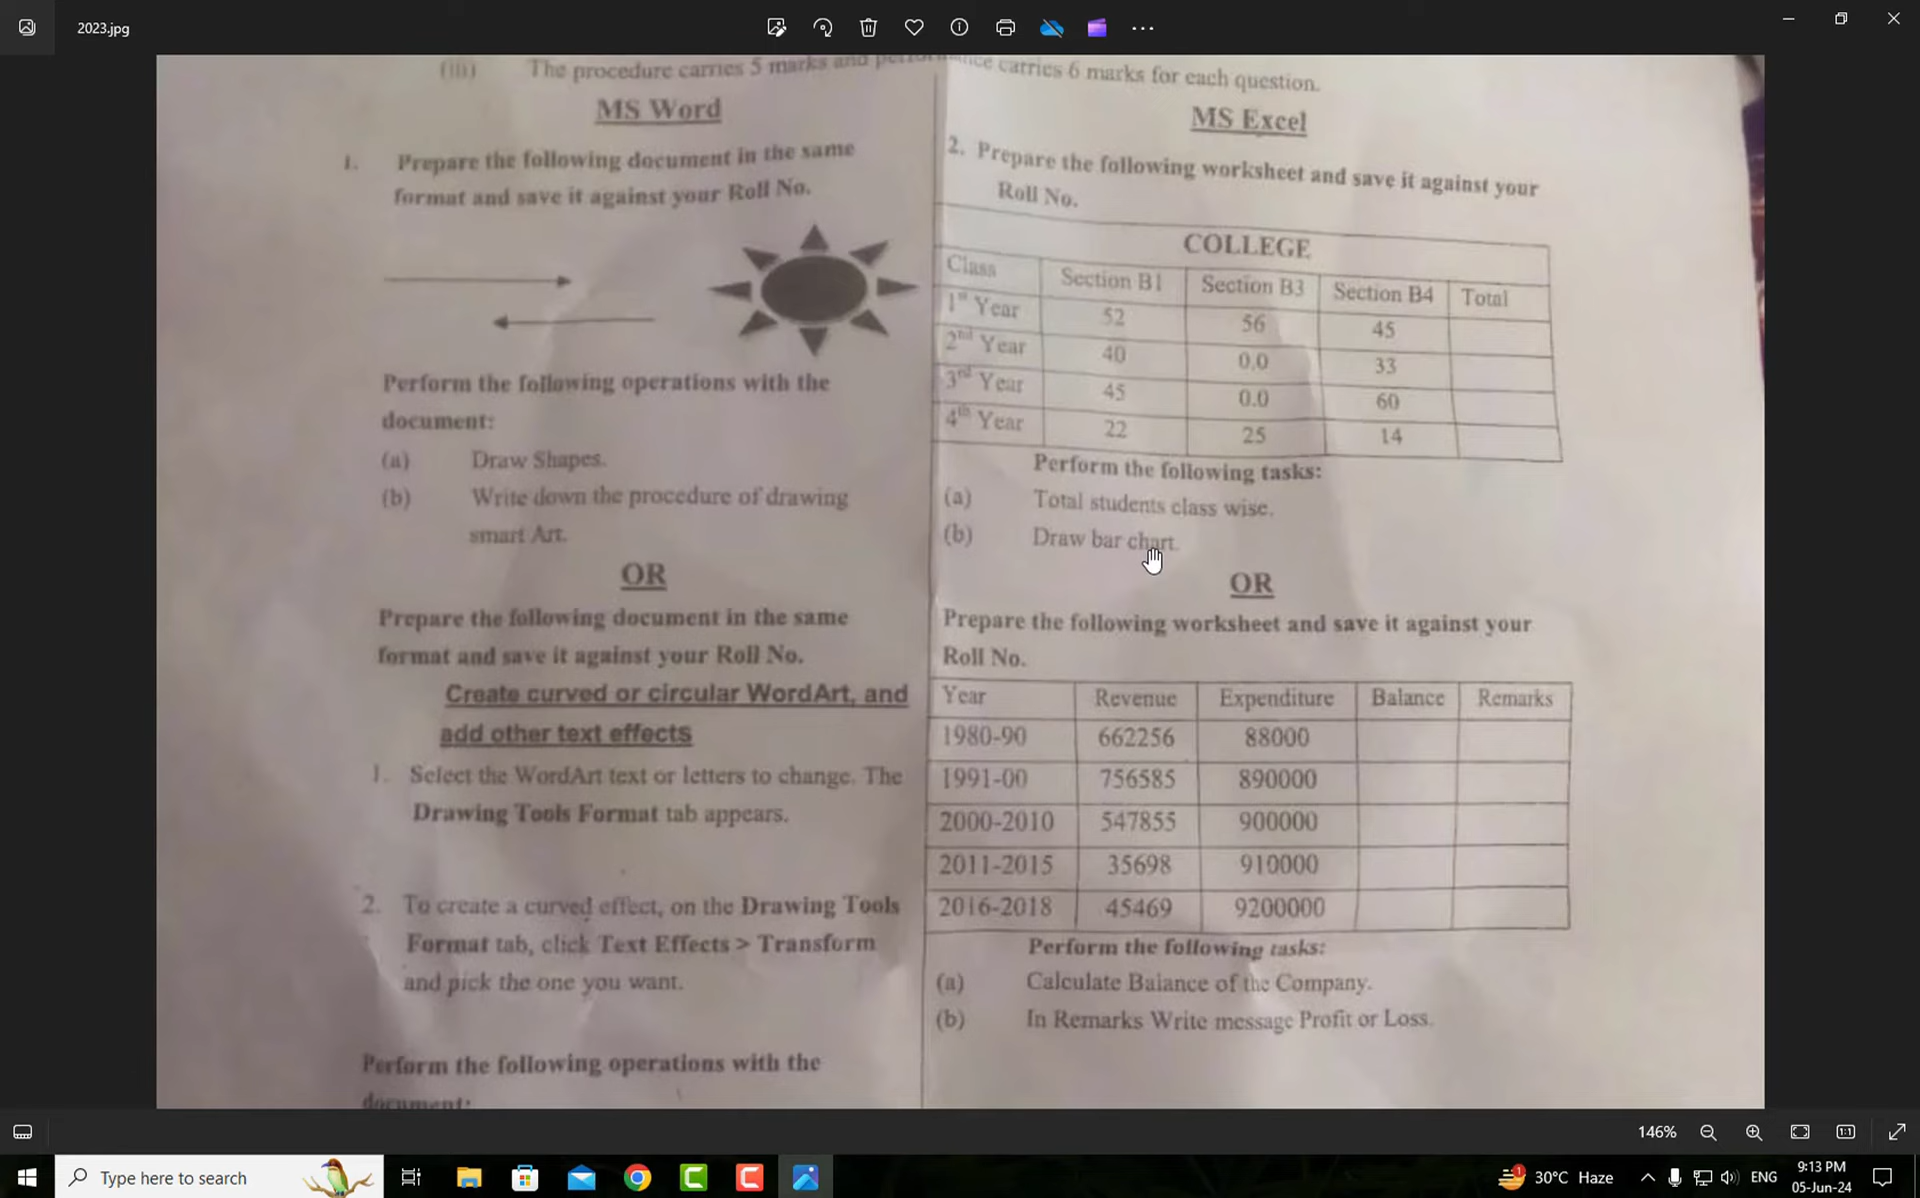 2023.jpg
(iii) The procedure carries 5 marks and performance carries 6 marks for each question.
MS Word
1. Prepare the following document in the same
format and save it against your Roll No.
Perform the following operations with the
document:
(a) Draw Shapes.
(b) Write down the procedure of drawing
smart Art.
OR
Prepare the following document in the same
format and save it against your Roll No.
Create curved or circular WordArt, and
add other text effects
1. Select the WordArt text or letters to change. The
Drawing Tools Format tab appears.
2. To create a curved effect, on the Drawing Tools
Format tab, click Text Effects > Transform
and pick the one you want.
Perform the following operations with the
document:
MS Excel
2. Prepare the following worksheet and save it against your
Roll No.
COLLEGE
Class Section B1 Section B3 Section B4 Total
1st Year 52 56 45
2nd Year 40 0.0 33
3rd Year 45 0.0 60
4th Year 22 25 14
Perform the following tasks:
(a) Total students class wise.
(b) Draw bar chart.
OR
Prepare the following worksheet and save it against your
Roll No.
Year Revenue Expenditure Balance Remarks
1980-90 662256 88000
1991-00 756585 890000
2000-2010 547855 900000
2011-2015 35698 910000
2016-2018 45469 9200000
Perform the following tasks:
(a) Calculate Balance of the Company.
(b) In Remarks Write message Profit or Loss.
146%
Type here to search
1
30°C Haze
ENG
9:13 PM
05-Jun-24